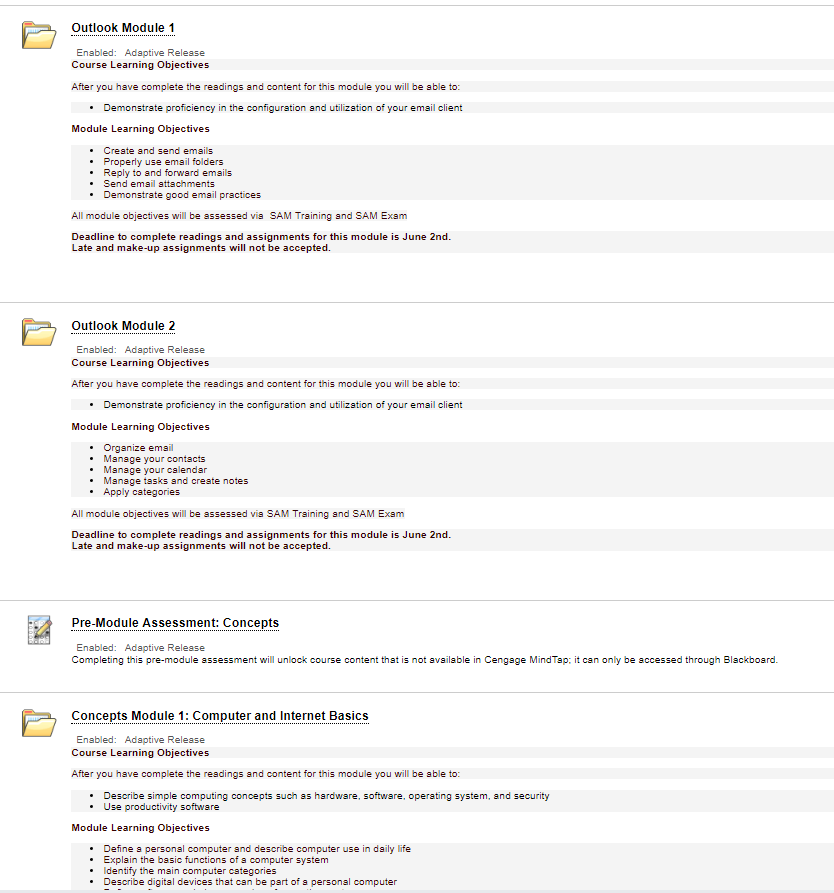 Outlook Module 1
Enabled: Adaptive Release
Course Learning Objectives
After you have complete the readings and content for this module you will be able to:
• Demonstrate proficiency in the configuration and utilization of your email client
Module Learning Objectives
• Create and send emails
• Properly use email folders
• Reply to and forward emails
• Send email attachments
• Demonstrate good email practices
All module objectives will be assessed via SAM Training and SAM Exam
Deadline to complete readings and assignments for this module is June 2nd.
Late and make-up assignments will not be accepted.
Outlook Module 2
Enabled: Adaptive Release
Course Learning Objectives
After you have complete the readings and content for this module you will be able to:
• Demonstrate proficiency in the configuration and utilization of your email client
Module Learning Objectives
• Organize email
• Manage your contacts
• Manage your calendar
• Manage tasks and create notes
• Apply categories
All module objectives will be assessed via SAM Training and SAM Exam
Deadline to complete readings and assignments for this module is June 2nd.
Late and make-up assignments will not be accepted.
Pre-Module Assessment: Concepts
Enabled: Adaptive Release
Completing this pre-module assessment will unlock course content that is not available in Cengage MindTap; it can only be accessed through Blackboard.
Concepts Module 1: Computer and Internet Basics
Enabled: Adaptive Release
Course Learning Objectives
After you have complete the readings and content for this module you will be able to:
• Describe simple computing concepts such as hardware, software, operating system, and security
• Use productivity software
Module Learning Objectives
• Define a personal computer and describe computer use in daily life
• Explain the basic functions of a computer system
• Identify the main computer categories
• Describe digital devices that can be part of a personal computer